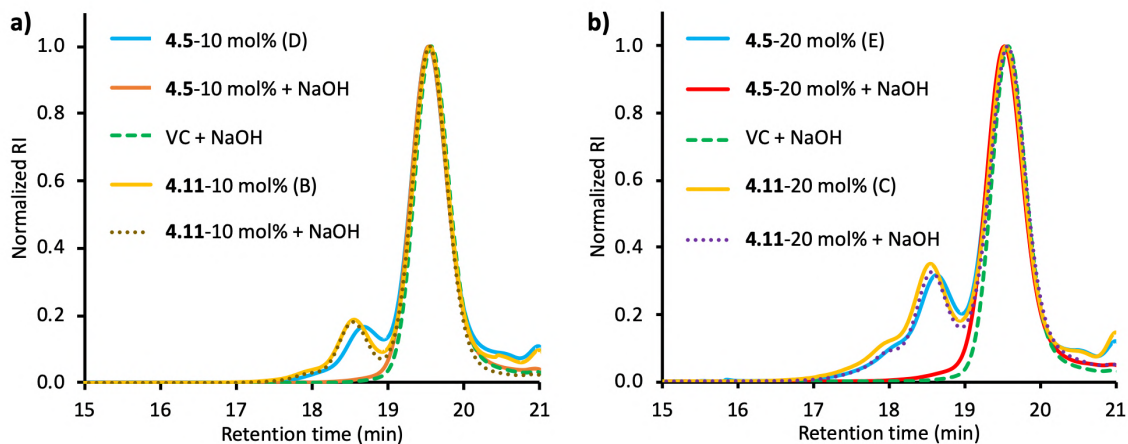 a)
4.5-10 mol% (D)
4.5-10 mol% + NaOH
VC + NaOH
4.11-10 mol% (B)
4.11-10 mol% + NaOH
Normalized RI
1.0
0.8
0.6
0.4
0.2
0.0
15 16 17 18 19 20 21
Retention time (min)
b)
4.5-20 mol% (E)
4.5-20 mol% + NaOH
VC + NaOH
4.11-20 mol% (C)
4.11-20 mol% + NaOH
Normalized RI
1.0
0.8
0.6
0.4
0.2
0.0
15 16 17 18 19 20 21
Retention time (min)